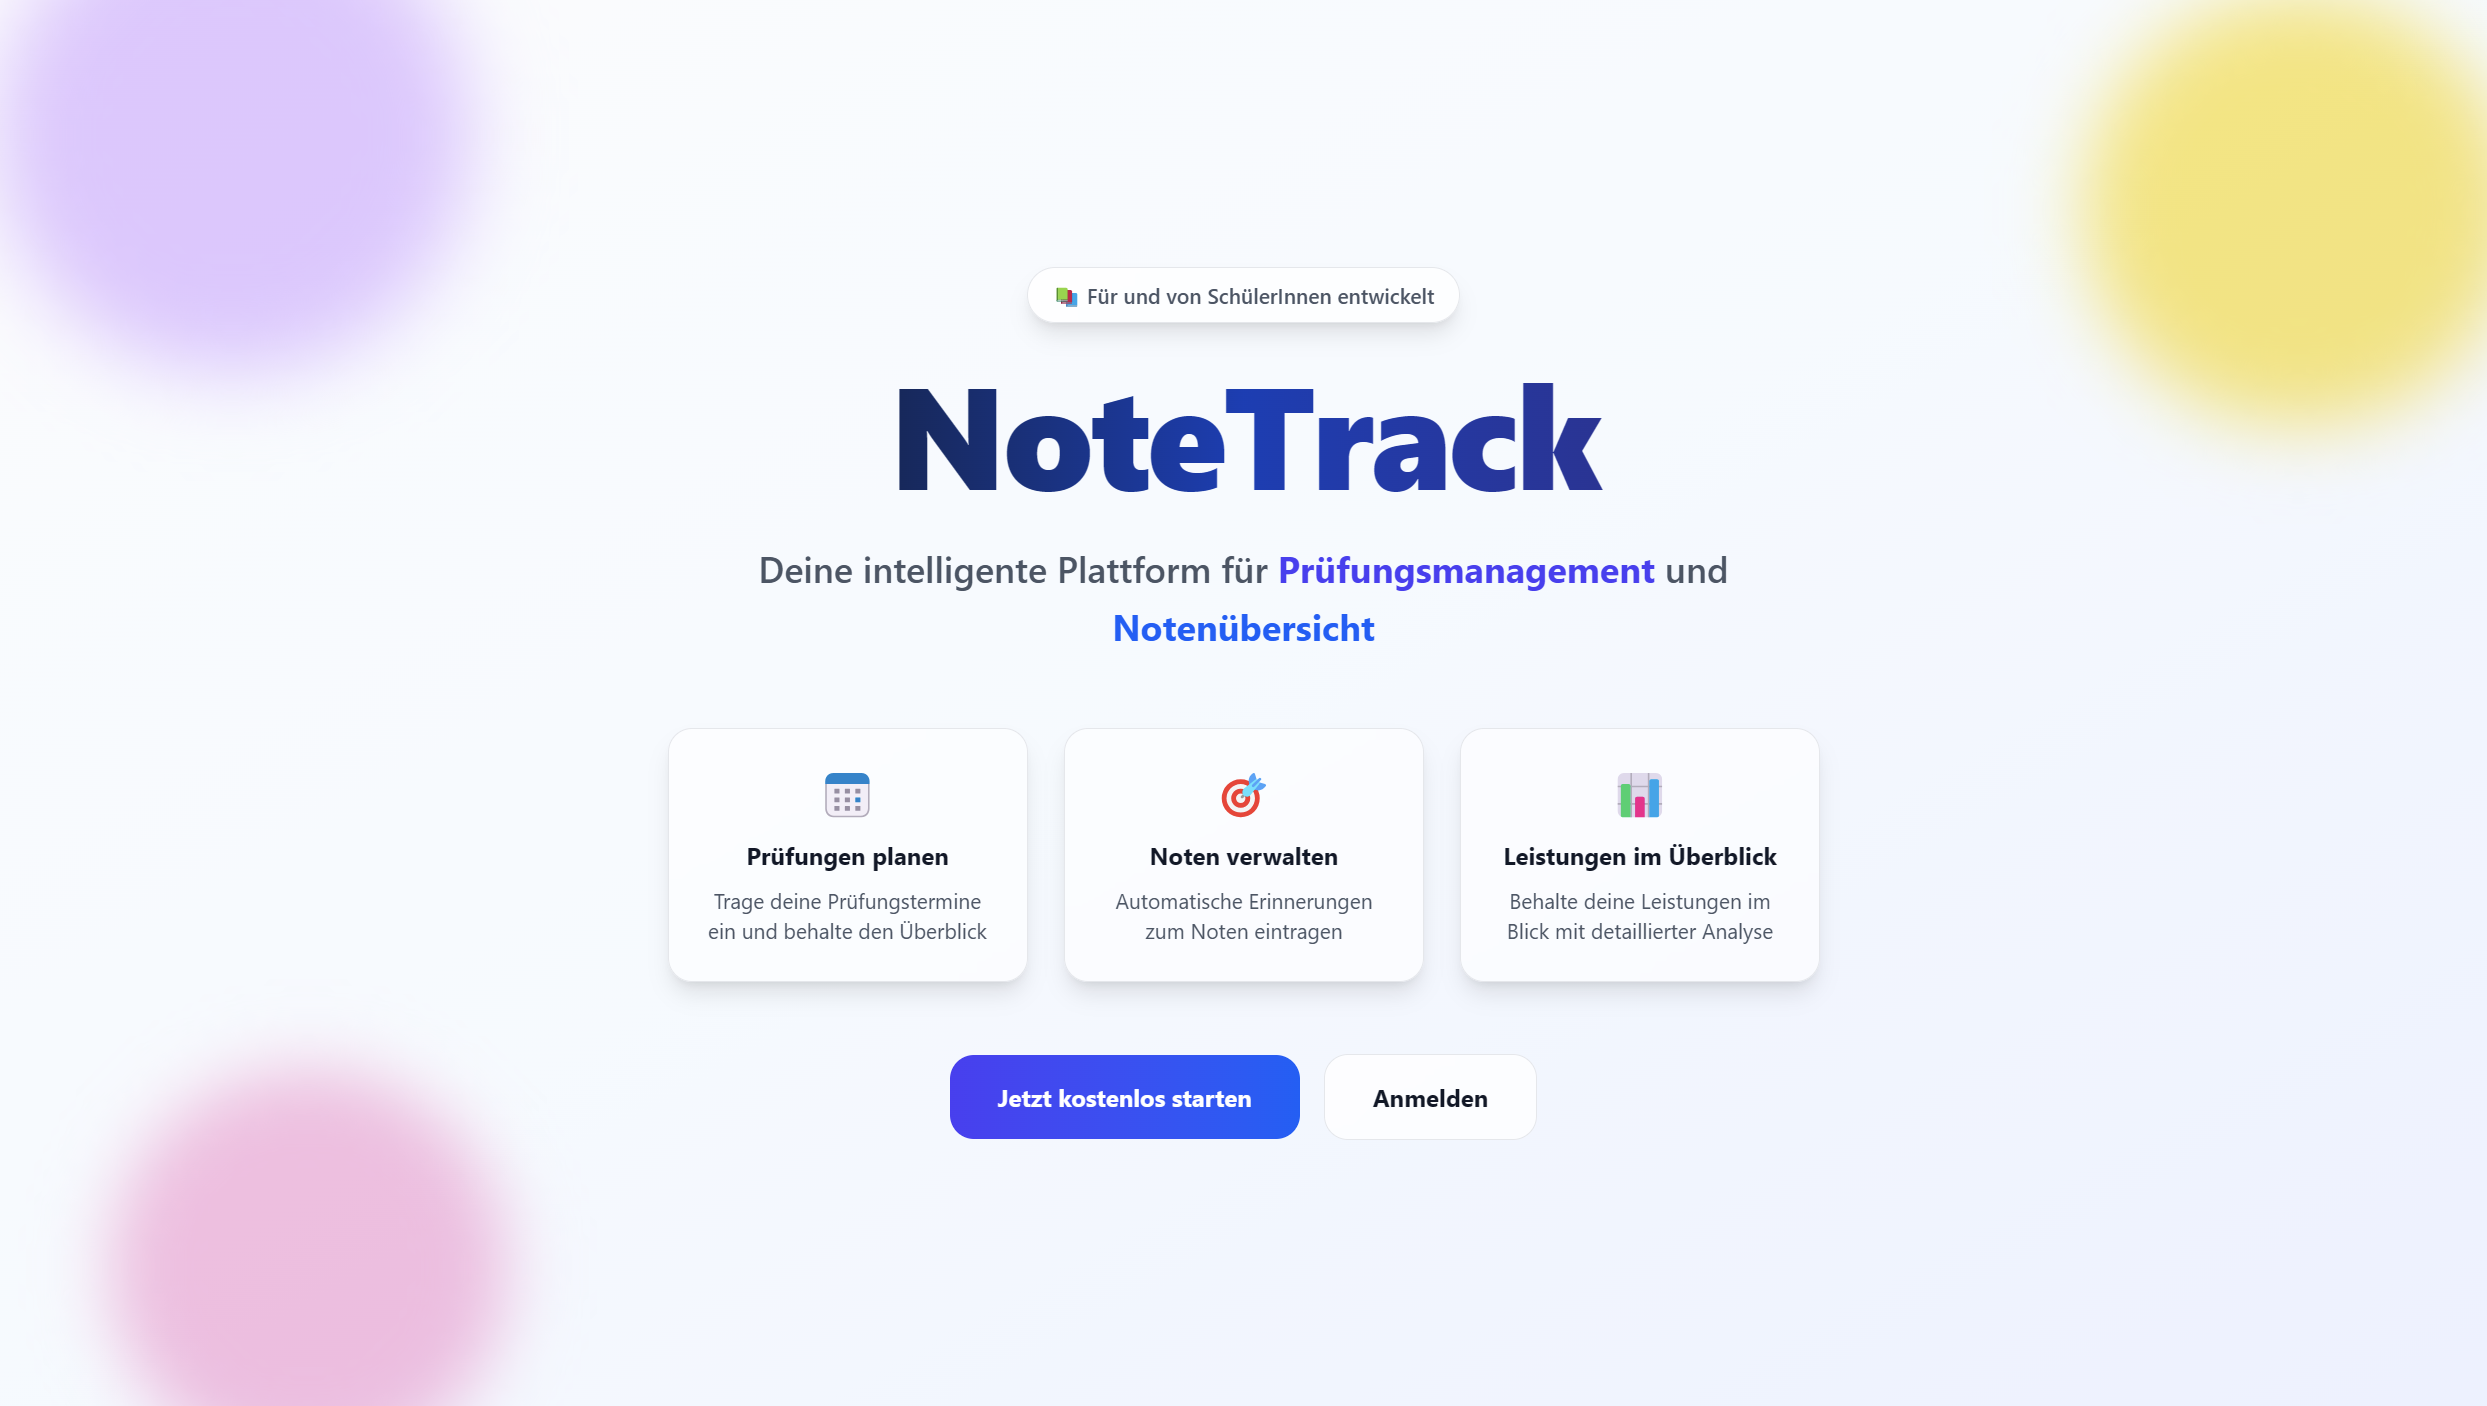 Für und von SchülerInnen entwickelt
NoteTrack
Deine intelligente Plattform für Prüfungsmanagement und
Notenübersicht
Prüfungen planen
Trage deine Prüfungstermine
ein und behalte den Überblick
Noten verwalten
Automatische Erinnerungen
zum Noten eintragen
Leistungen im Überblick
Behalte deine Leistungen im
Blick mit detaillierter Analyse
Jetzt kostenlos starten
Anmelden